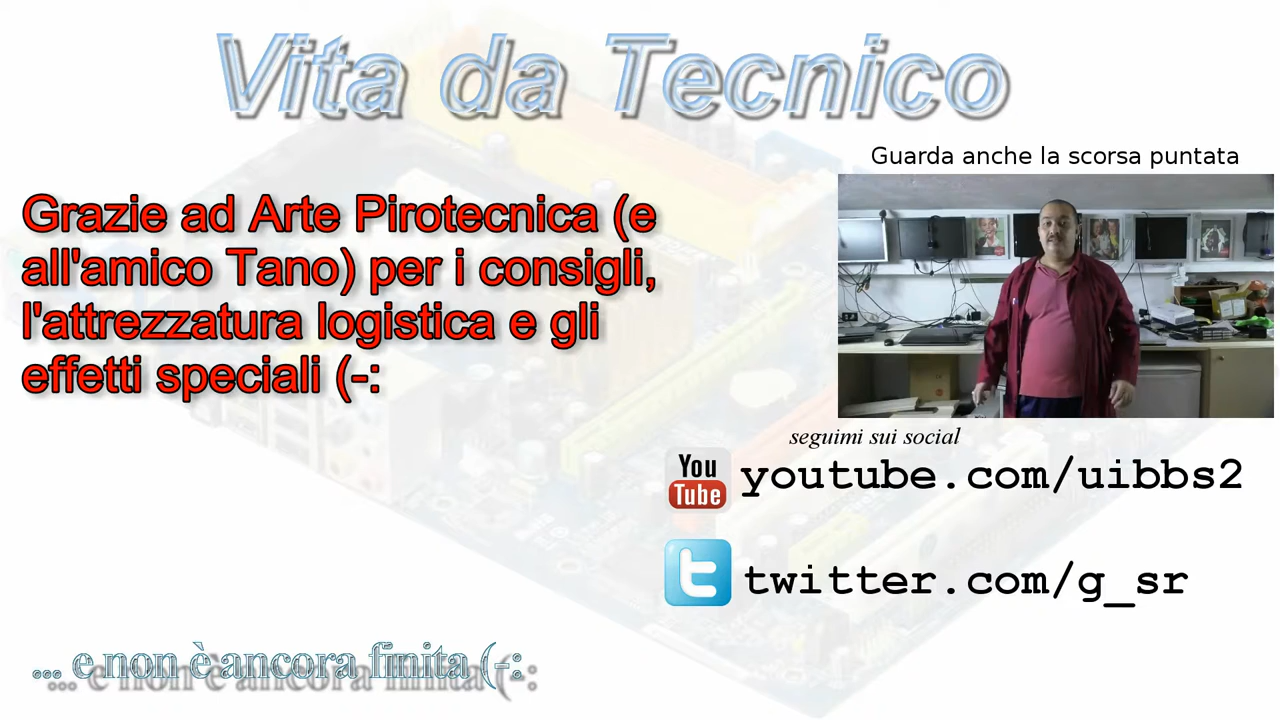 Vita da Tecnico
Guarda anche la scorsa puntata
Grazie ad Arte Pirotecnica (e
all'amico Tano) per i consigli,
l'attrezzatura logistica e gli
effetti speciali (-:
seguimi sui social
You
Tube
youtube.com/uibbs2
t
twitter.com/g_sr
... e non è ancora finita (-: